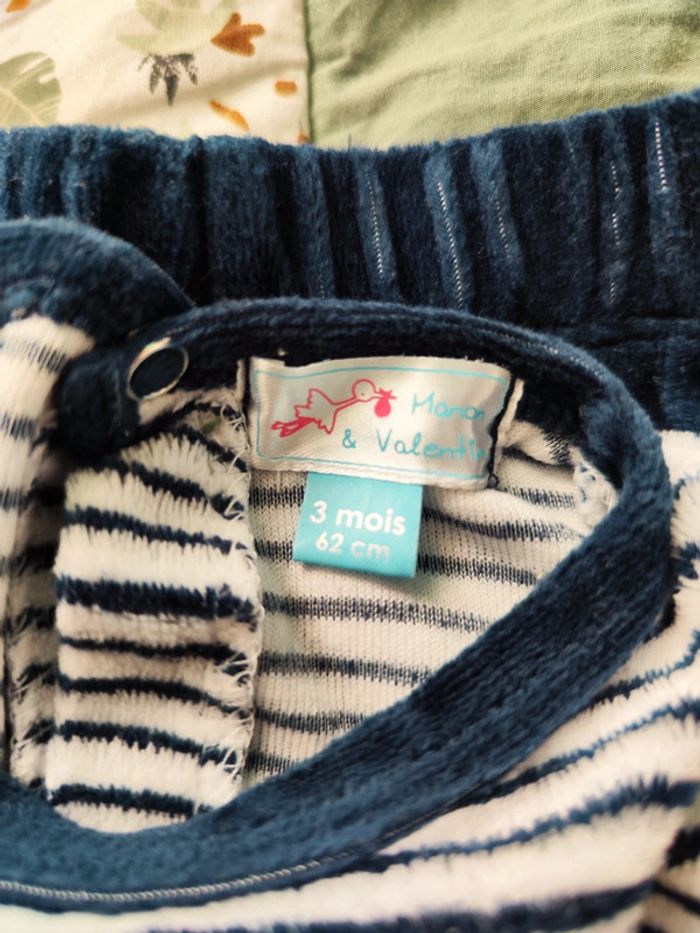 Manon
& Valentin
3 mois
62 cm